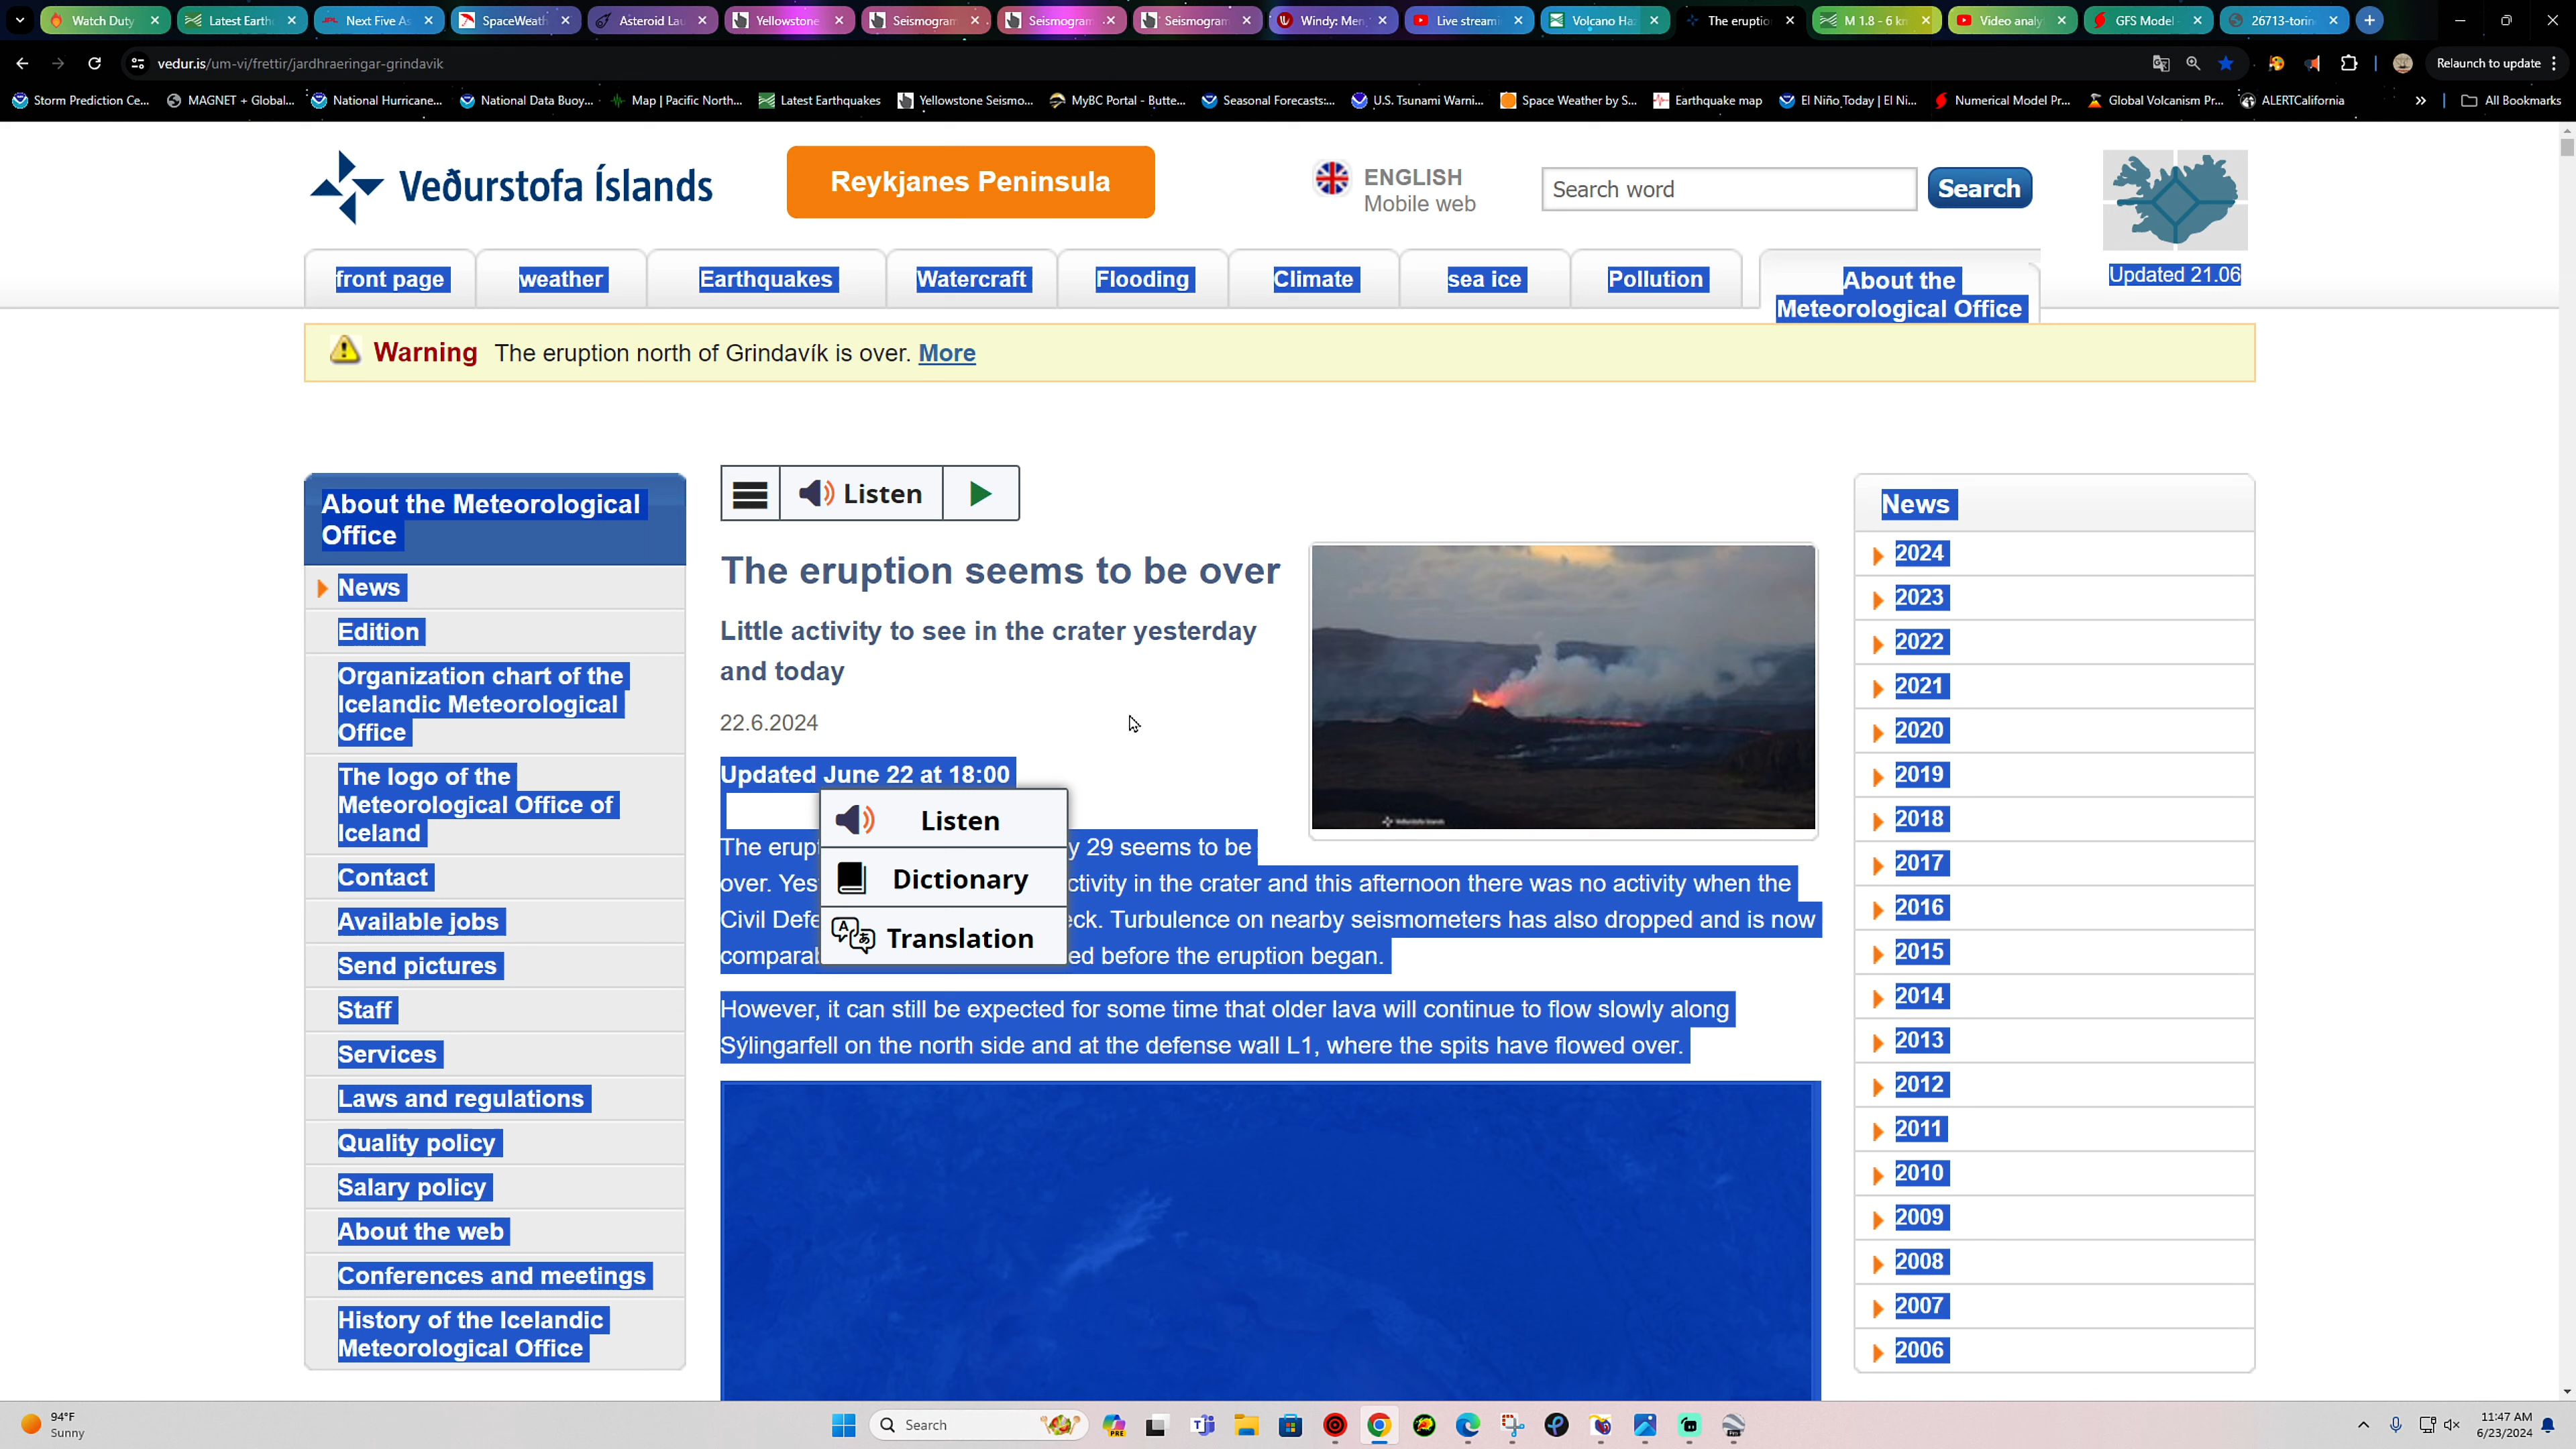 Watch Duty
Latest Earth
Next Five As
SpaceWeath
Asteroid Lau
Yellowstone
Seismogram
Seismogram
Seismogram
Windy: Men
Live streami
Volcano Ha
The eruptio
M 1.8 - 6 km
Video analy
GFS Model
26713-torin
vedur.is/um-vi/frettir/jardhraeringar-grindavik
Relaunch to update
Storm Prediction Ce...
MAGNET + Global...
National Hurricane...
National Data Buoy...
Map | Pacific North...
Latest Earthquakes
Yellowstone Seismo...
MyBC Portal - Butte...
Seasonal Forecasts:...
U.S. Tsunami Warni...
Space Weather by S...
Earthquake map
El Niño Today | El Ni...
Numerical Model Pr...
Global Volcanism Pr...
ALERTCalifornia
All Bookmarks
Veðurstofa Íslands
Reykjanes Peninsula
ENGLISH
Mobile web
Search word
Search
front page
weather
Earthquakes
Watercraft
Flooding
Climate
sea ice
Pollution
About the
Meteorological Office
Updated 21.06
Warning The eruption north of Grindavík is over. More
About the Meteorological
Office
News
Edition
Organization chart of the
Icelandic Meteorological
Office
The logo of the
Meteorological Office of
Iceland
Contact
Available jobs
Send pictures
Staff
Services
Laws and regulations
Quality policy
Salary policy
About the web
Conferences and meetings
History of the Icelandic
Meteorological Office
Listen
The eruption seems to be over
Little activity to see in the crater yesterday
and today
22.6.2024
Veðurstofa Íslands
Updated June 22 at 18:00
Listen
Dictionary
Translation
The erup y 29 seems to be
over. Yes ctivity in the crater and this afternoon there was no activity when the
Civil Defe eck. Turbulence on nearby seismometers has also dropped and is now
compara ed before the eruption began.
However, it can still be expected for some time that older lava will continue to flow slowly along
Sýlingarfell on the north side and at the defense wall L1, where the spits have flowed over.
News
2024
2023
2022
2021
2020
2019
2018
2017
2016
2015
2014
2013
2012
2011
2010
2009
2008
2007
2006
94°F
Sunny
Search
PRE
11:47 AM
6/23/2024